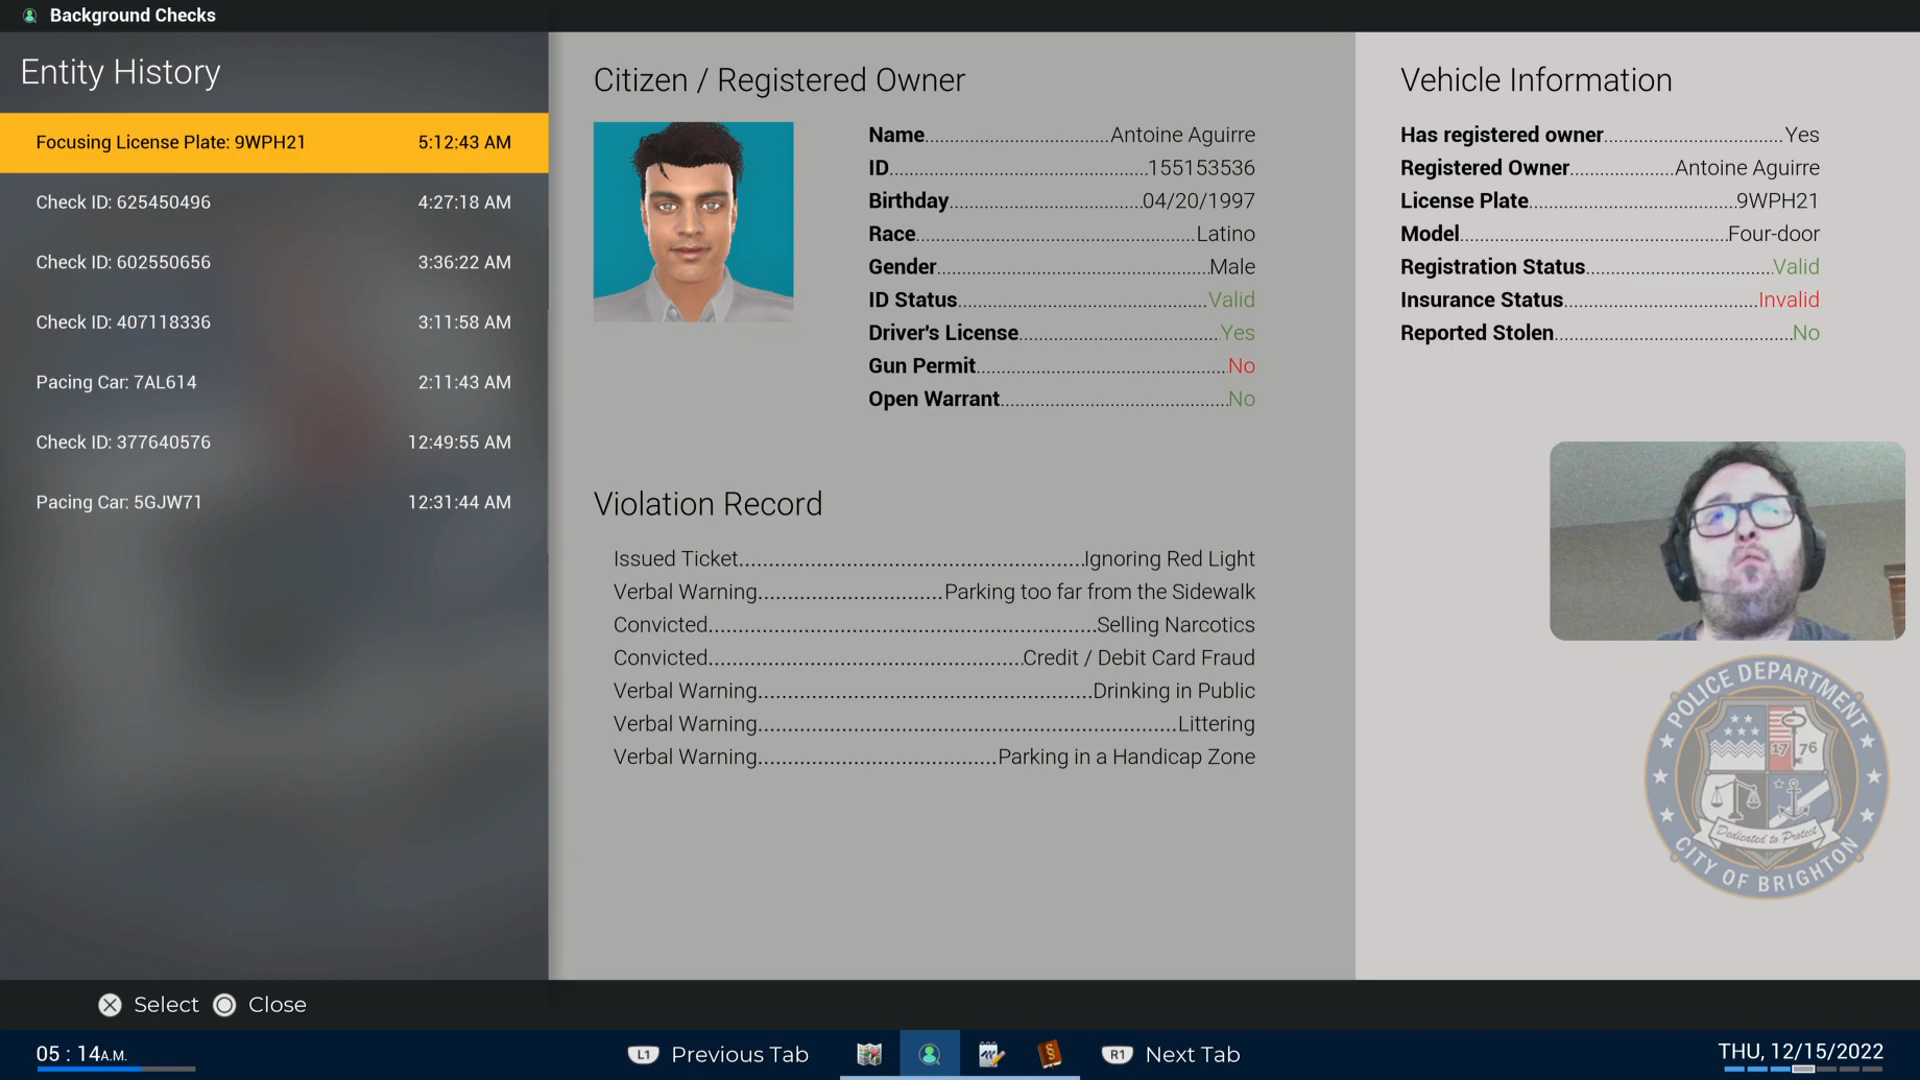 Background Checks
Entity History
Focusing License Plate: 9WPH21 5:12:43 AM
Check ID: 625450496 4:27:18 AM
Check ID: 602550656 3:36:22 AM
Check ID: 407118336 3:11:58 AM
Pacing Car: 7AL614 2:11:43 AM
Check ID: 377640576 12:49:55 AM
Pacing Car: 5GJW71 12:31:44 AM
Citizen / Registered Owner
Name Antoine Aguirre
ID 155153536
Birthday 04/20/1997
Race Latino
Gender Male
ID Status Valid
Driver's License Yes
Gun Permit No
Open Warrant No
Violation Record
Issued Ticket Ignoring Red Light
Verbal Warning Parking too far from the Sidewalk
Convicted Selling Narcotics
Convicted Credit / Debit Card Fraud
Verbal Warning Drinking in Public
Verbal Warning Littering
Verbal Warning Parking in a Handicap Zone
Vehicle Information
Has registered owner Yes
Registered Owner Antoine Aguirre
License Plate 9WPH21
Model Four-door
Registration Status Valid
Insurance Status Invalid
Reported Stolen No
POLICE DEPARTMENT
17 76
Dedicated to Protect
CITY OF BRIGHTON
Select Close
05 : 14 A.M.
L1 Previous Tab
R1 Next Tab
THU, 12/15/2022